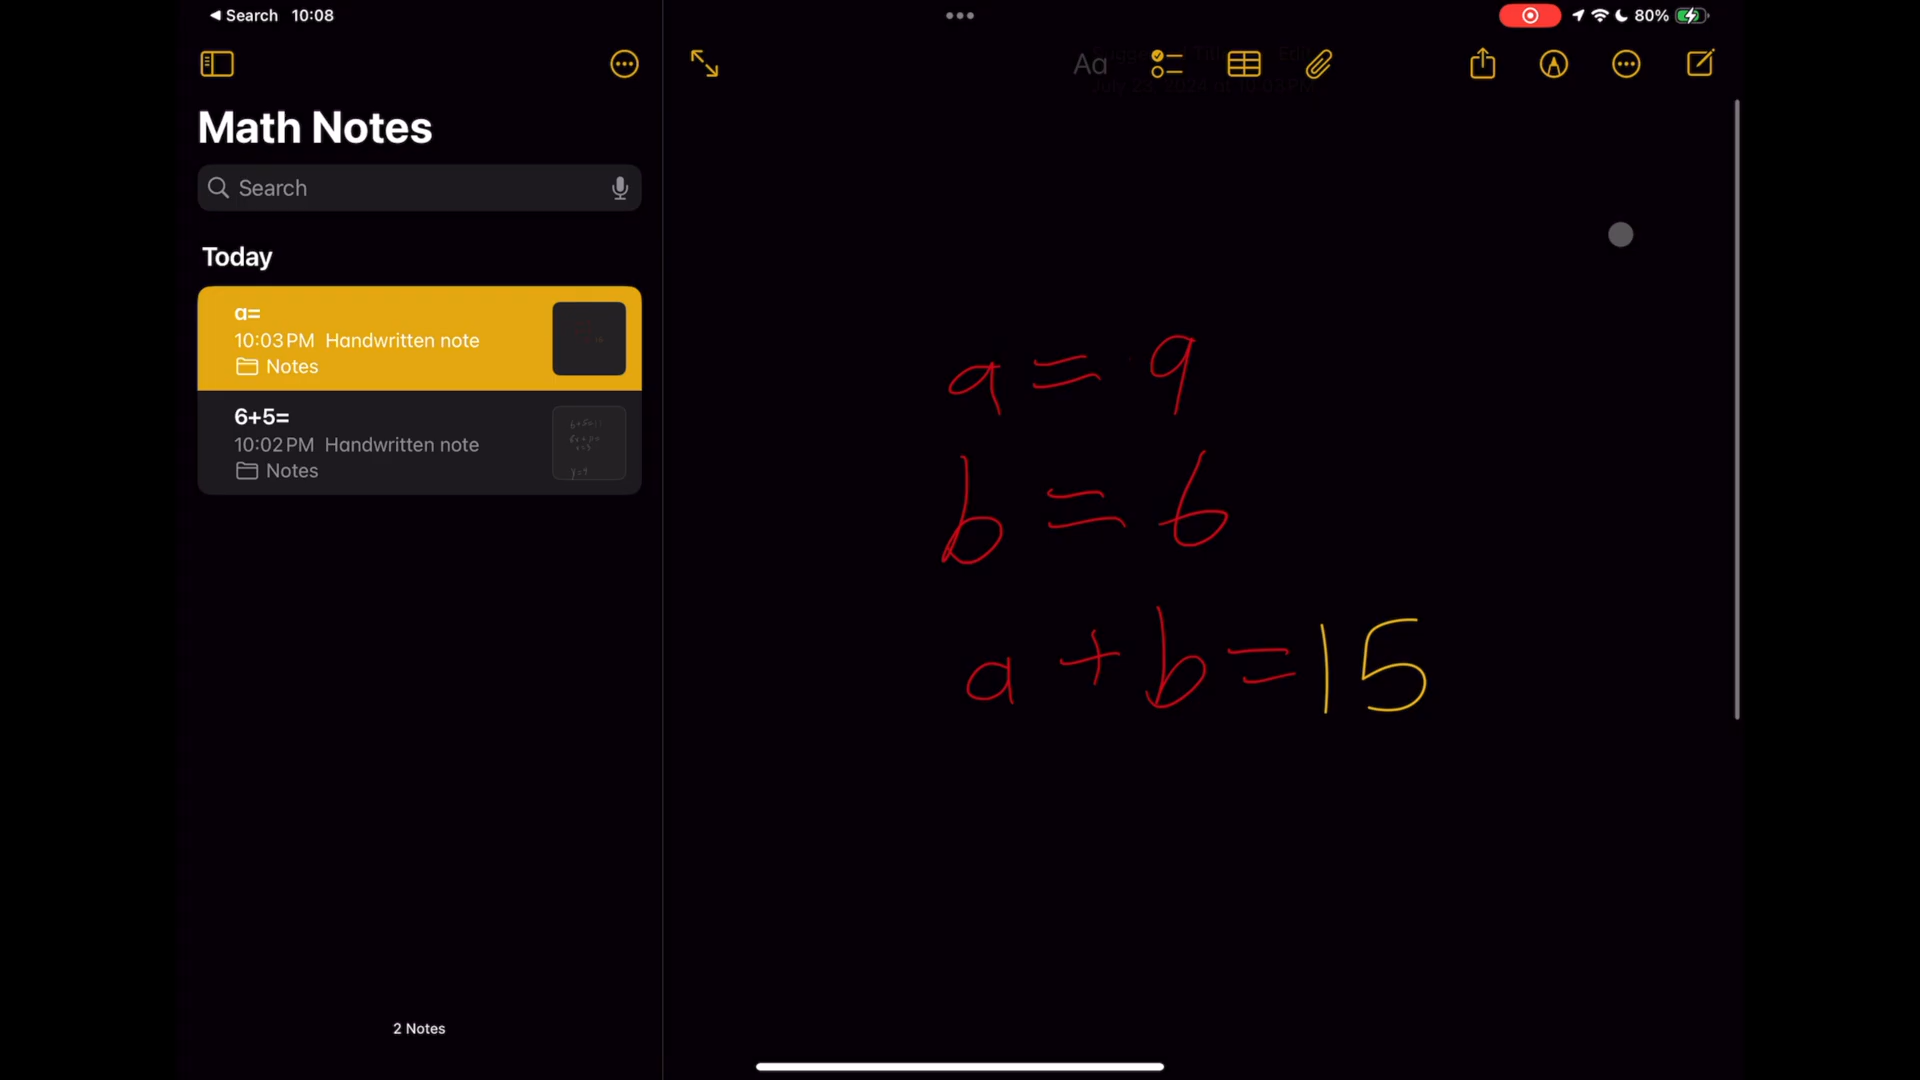 Search 10:08
80%
Math Notes
Search
Today
a=
10:03 PM Handwritten note
Notes
6+5=
10:02 PM Handwritten note
Notes
2 Notes
Aa
a = 9
b = 6
a + b = 15